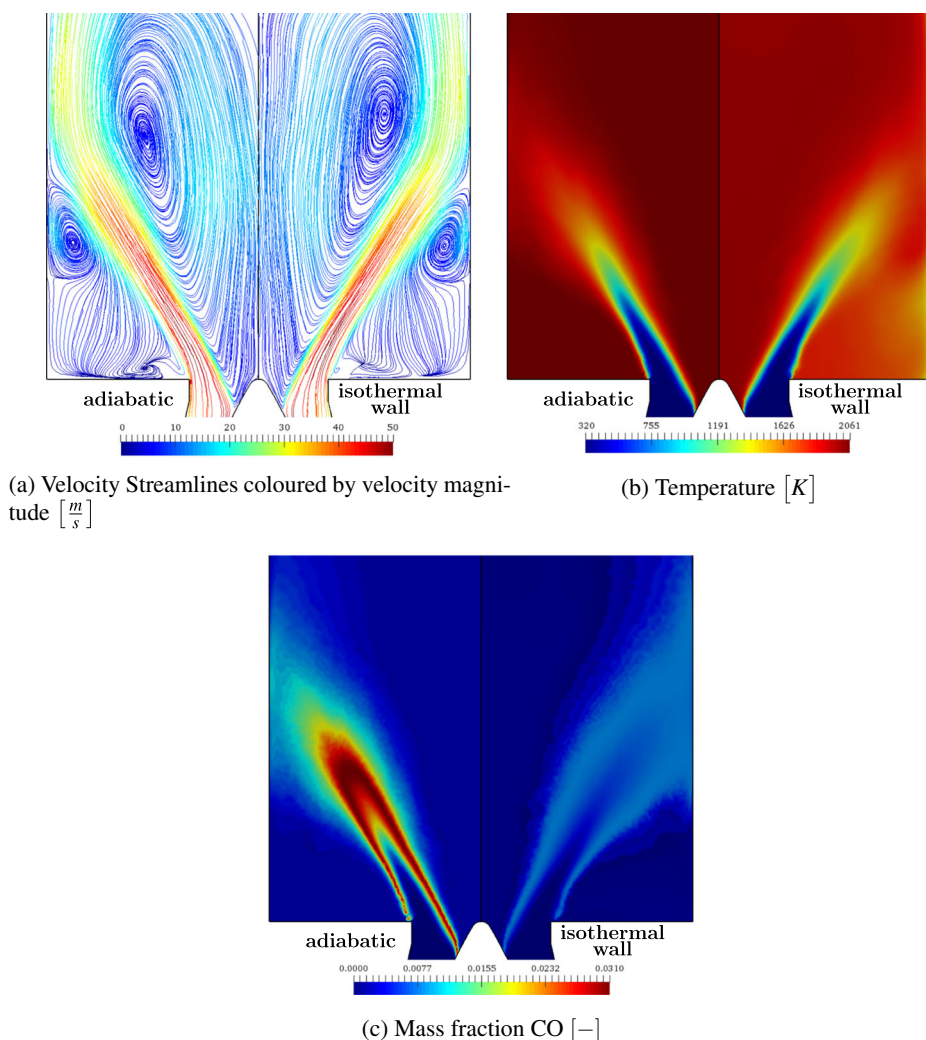 adiabatic
isothermal
wall
0 10 20 30 40 50
(a) Velocity Streamlines coloured by velocity magni-
tude [m/s]
adiabatic
isothermal
wall
320 755 1191 1626 2061
(b) Temperature [K]
adiabatic
isothermal
wall
0.0000 0.0077 0.0155 0.0232 0.0310
(c) Mass fraction CO [−]